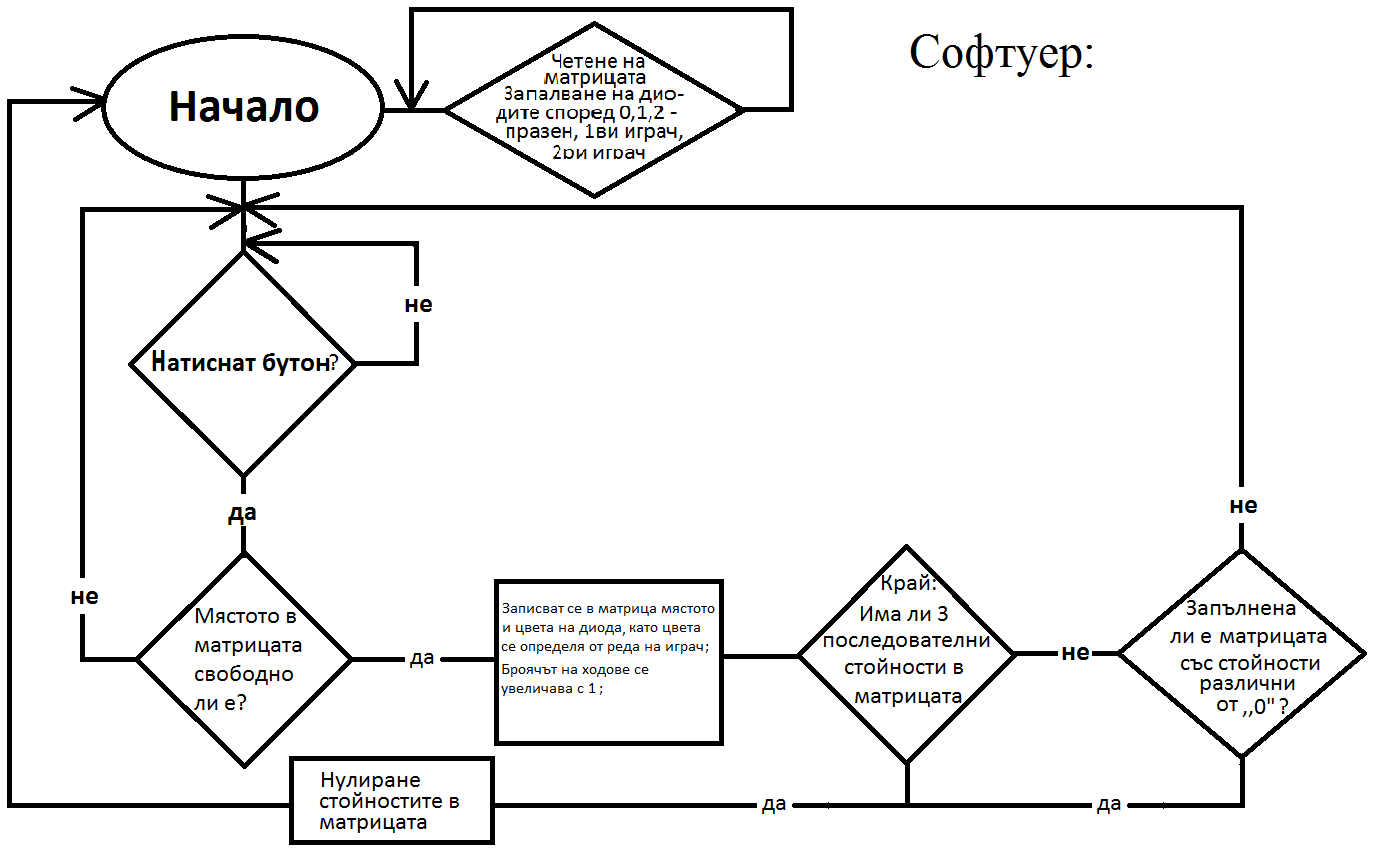 Софтуер:
Начало
Четене на
матрицата
Запалване на дио-
дите според 0,1,2 -
празен, 1ви играч,
2ри играч
не
Натиснат бутон?
да
не
не
Мястото в
матрицата
свободно
ли е?
да
Записват се в матрица мястото
и цвета на диода, като цвета
се определя от реда на играч;
Броячът на ходове се
увеличава с 1 ;
Край:
Има ли 3
последователни
стойности в
матрицата
не
Запълнена
ли е матрицата
със стойности
различни
от ,,0" ?
Нулиране
стойностите в
матрицата
да
да